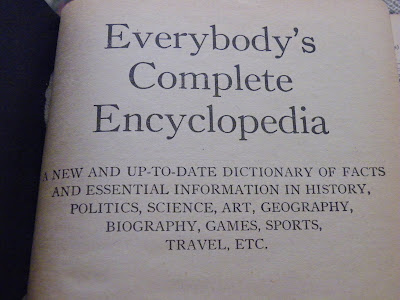 Everybody's
Complete
Encyclopedia
A NEW AND UP-TO-DATE DICTIONARY OF FACTS
AND ESSENTIAL INFORMATION IN HISTORY,
POLITICS, SCIENCE, ART, GEOGRAPHY,
BIOGRAPHY, GAMES, SPORTS,
TRAVEL, ETC.